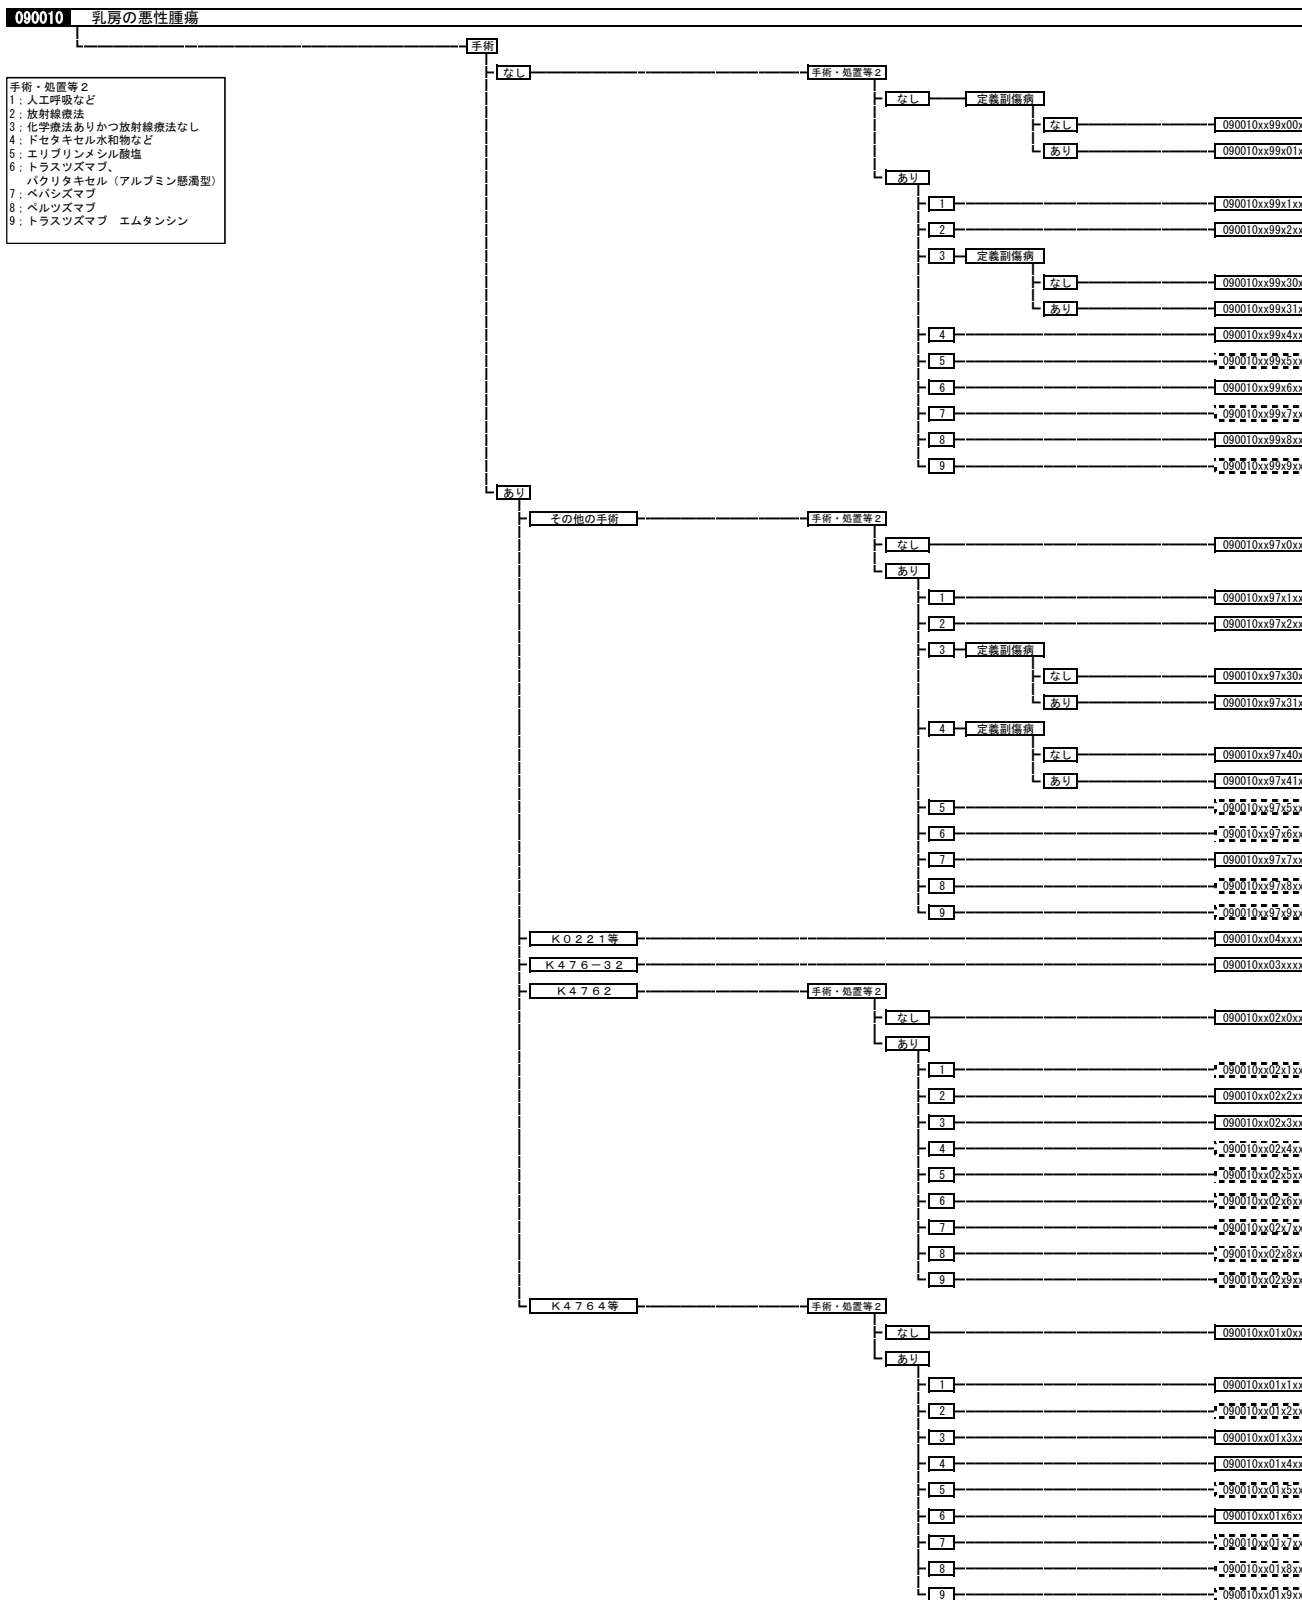 090010 乳房の悪性腫瘍
手術
なし 手術・処置等2
手術・処置等2
1:人工呼吸など
2:放射線療法
3:化学療法ありかつ放射線療法なし
4:ドセタキセル水和物など
5:エリブリンメシル酸塩
6:トラスツズマブ、
パクリタキセル(アルブミン懸濁型)
7:ベバシズマブ
8:ペルツズマブ
9:トラスツズマブ エムタンシン
なし 定義副傷病
なし 090010xx99x00x
あり 090010xx99x01x
あり
1 090010xx99x1xx
2 090010xx99x2xx
3 定義副傷病
なし 090010xx99x30x
あり 090010xx99x31x
4 090010xx99x4xx
5 090010xx99x5xx
6 090010xx99x6xx
7 090010xx99x7xx
8 090010xx99x8xx
9 090010xx99x9xx
あり
その他の手術 手術・処置等2
なし 090010xx97x0xx
あり
1 090010xx97x1xx
2 090010xx97x2xx
3 定義副傷病
なし 090010xx97x30x
あり 090010xx97x31x
4 定義副傷病
なし 090010xx97x40x
あり 090010xx97x41x
5 090010xx97x5xx
6 090010xx97x6xx
7 090010xx97x7xx
8 090010xx97x8xx
9 090010xx97x9xx
K0221等 090010xx04xxxx
K476-32 090010xx03xxxx
K4762 手術・処置等2
なし 090010xx02x0xx
あり
1 090010xx02x1xx
2 090010xx02x2xx
3 090010xx02x3xx
4 090010xx02x4xx
5 090010xx02x5xx
6 090010xx02x6xx
7 090010xx02x7xx
8 090010xx02x8xx
9 090010xx02x9xx
K4764等 手術・処置等2
なし 090010xx01x0xx
あり
1 090010xx01x1xx
2 090010xx01x2xx
3 090010xx01x3xx
4 090010xx01x4xx
5 090010xx01x5xx
6 090010xx01x6xx
7 090010xx01x7xx
8 090010xx01x8xx
9 090010xx01x9xx